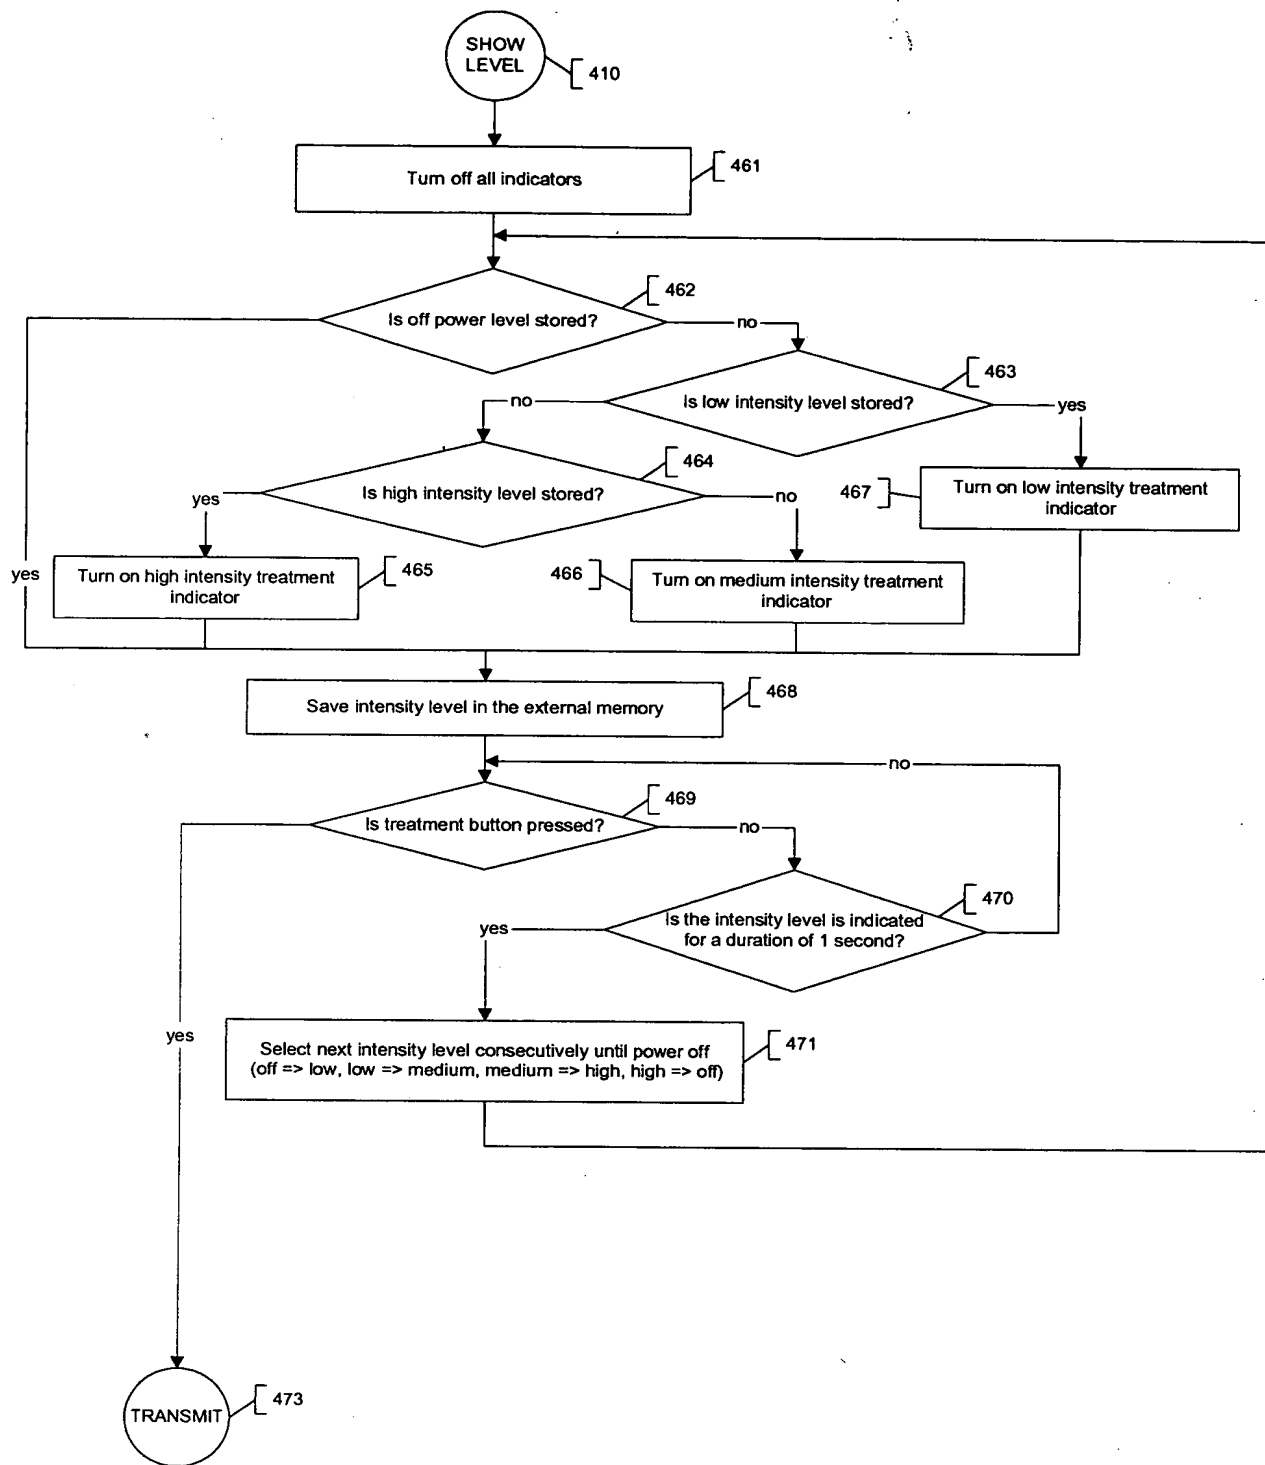 SHOW
LEVEL
410
Turn off all indicators
461
Is off power level stored?
462
no
Is low intensity level stored?
463
no
yes
Is high intensity level stored?
464
yes
no
467
Turn on low intensity treatment
indicator
yes
Turn on high intensity treatment
indicator
465
466
Turn on medium intensity treatment
indicator
Save intensity level in the external memory
468
no
Is treatment button pressed?
469
no
Is the intensity level is indicated
for a duration of 1 second?
470
yes
yes
Select next intensity level consecutively until power off
(off => low, low => medium, medium => high, high => off)
471
TRANSMIT
473